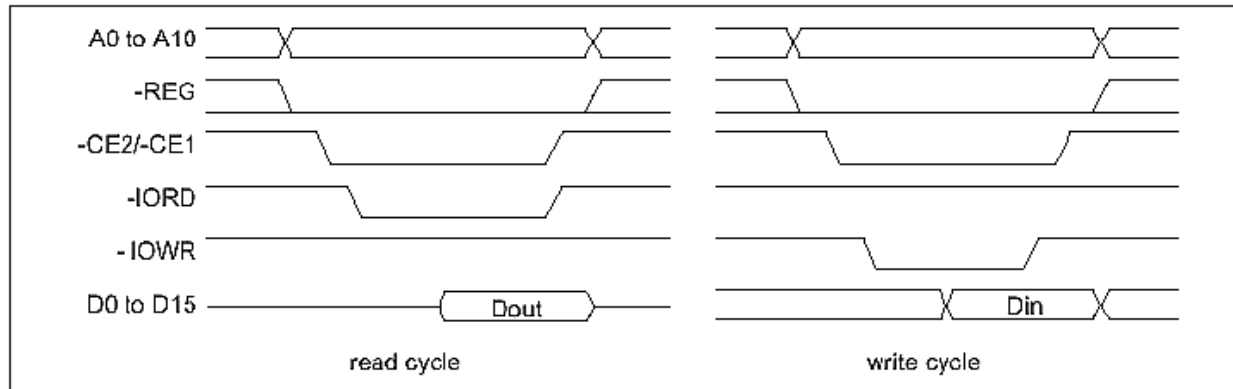 A0 to A10
-REG
-CE2/-CE1
-IORD
-IOWR
D0 to D15
Dout
Din
read cycle
write cycle